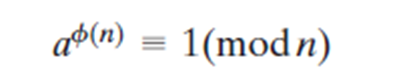 a^ϕ(n) ≡ 1(mod n)